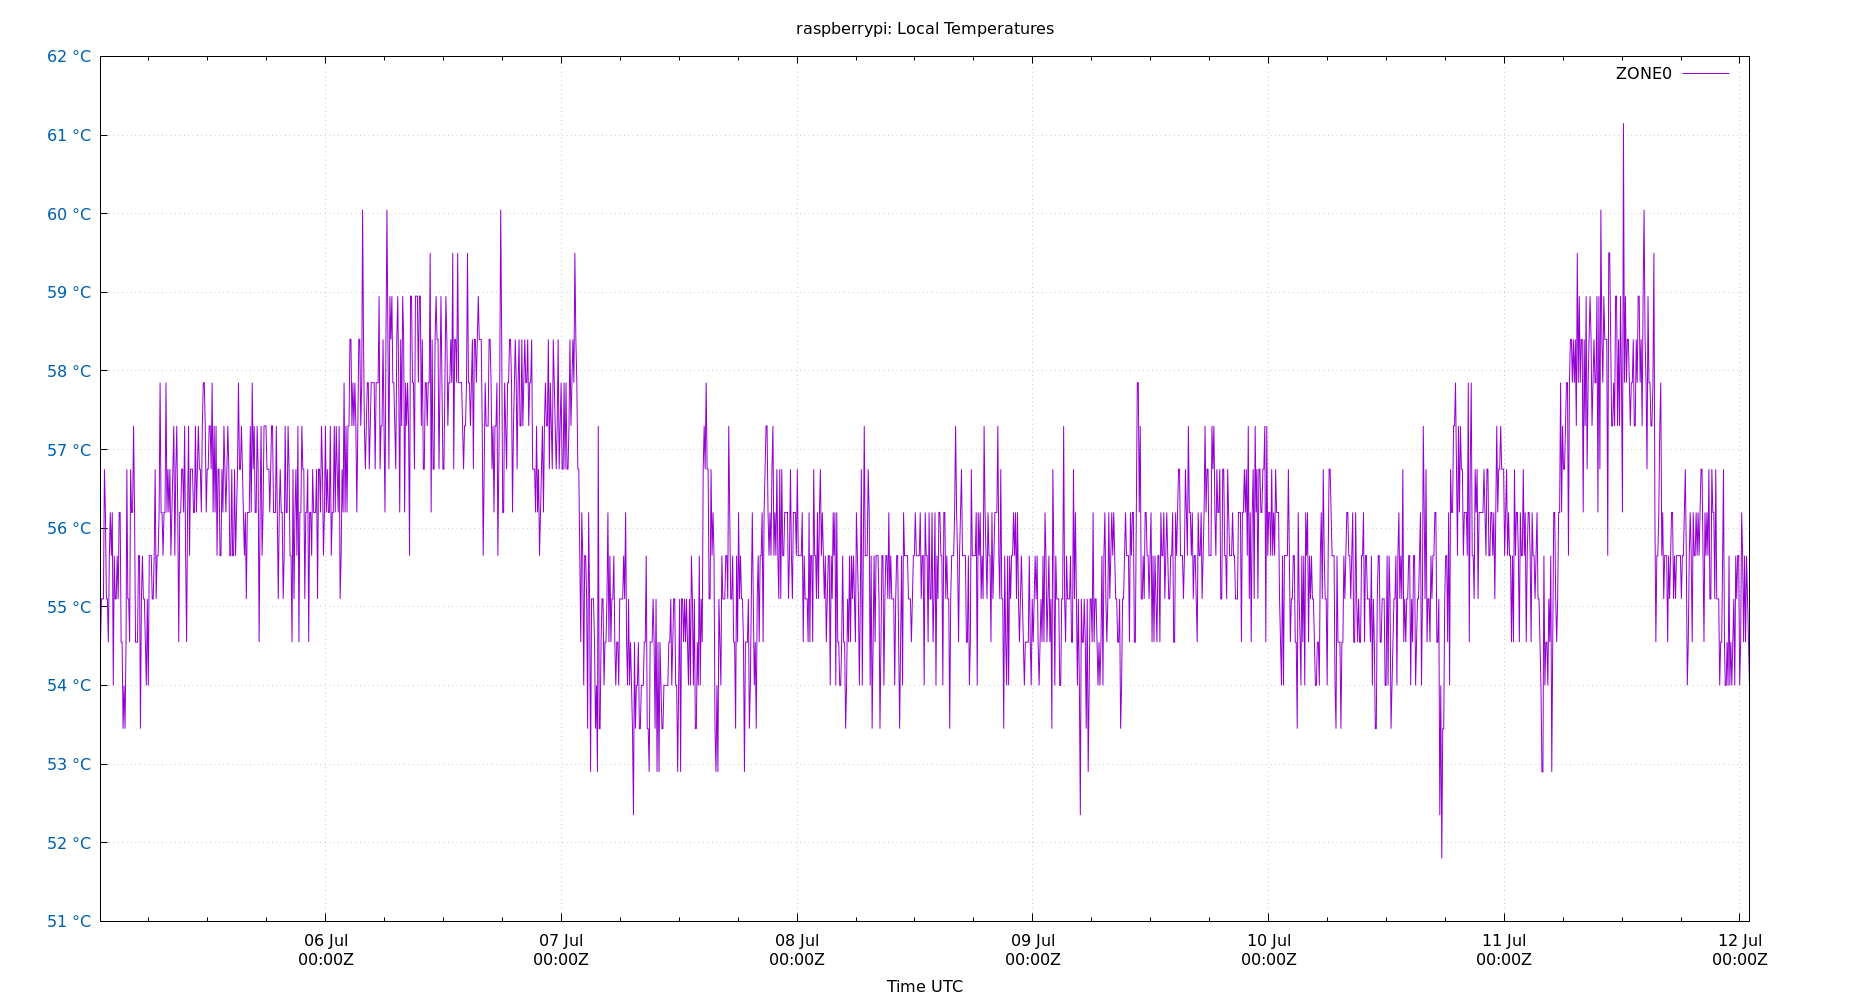 raspberrypi: Local Temperatures
62 °C
ZONE0
61 °C
60 °C
59 °C
58 °C
57 °C
56 °C
55 °C
54 °C
53 °C
52 °C
51 °C
06 Jul 07 Jul 08 Jul 09 Jul 10 Jul 11 Jul 12 Jul
00:00Z 00:00Z 00:00Z 00:00Z 00:00Z 00:00Z 00:00Z
Time UTC